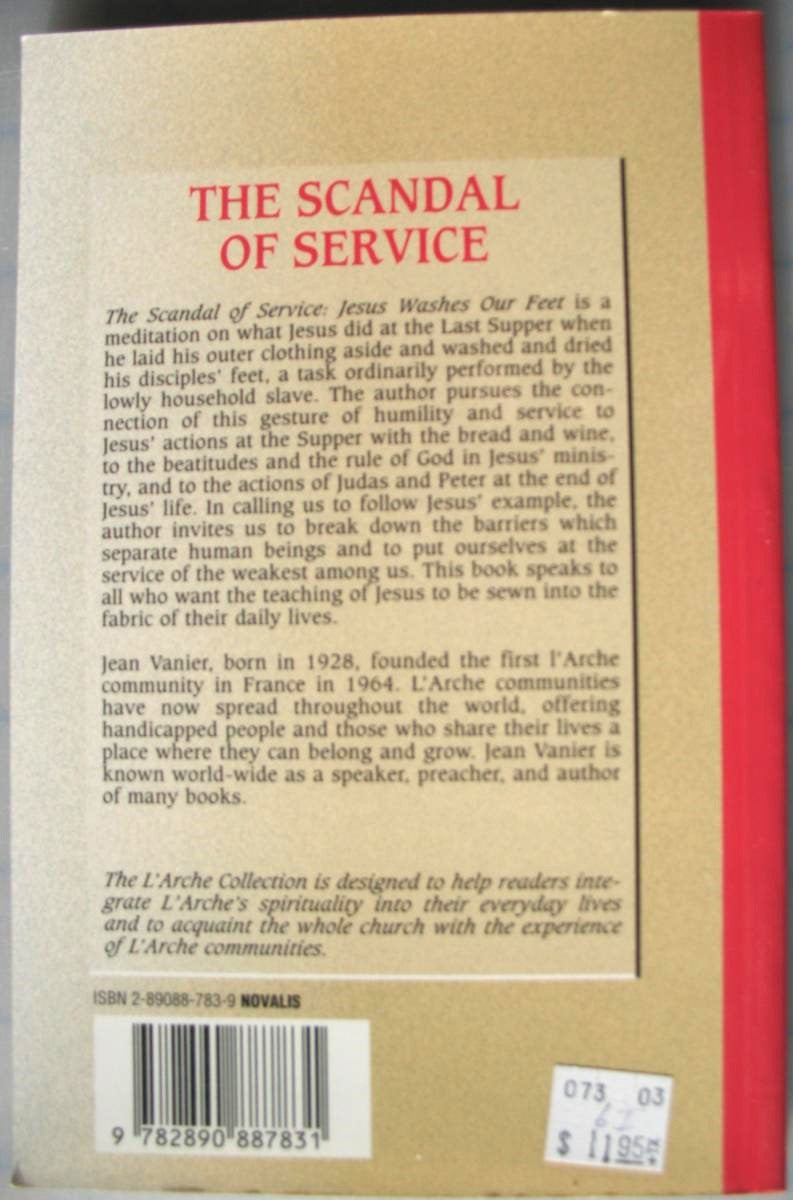 THE SCANDAL
OF SERVICE
The Scandal of Service: Jesus Washes Our Feet is a
meditation on what Jesus did at the Last Supper when
he laid his outer clothing aside and washed and dried
his disciples' feet, a task ordinarily performed by the
lowly household slave. The author pursues the con-
nection of this gesture of humility and service to
Jesus' actions at the Supper with the bread and wine,
to the beatitudes and the rule of God in Jesus' minis-
try, and to the actions of Judas and Peter at the end of
Jesus' life. In calling us to follow Jesus' example, the
author invites us to break down the barriers which
separate human beings and to put ourselves at the
service of the weakest among us. This book speaks to
all who want the teaching of Jesus to be sewn into the
fabric of their daily lives.
Jean Vanier, born in 1928, founded the first l'Arche
community in France in 1964. L'Arche communities
have now spread throughout the world, offering
handicapped people and those who share their lives a
place where they can belong and grow. Jean Vanier is
known world-wide as a speaker, preacher, and author
of many books.
The L'Arche Collection is designed to help readers inte-
grate L'Arche's spirituality into their everyday lives
and to acquaint the whole church with the experience
of L'Arche communities.
ISBN 2-89088-783-9 NOVALIS
9 782890 887831
073 03
$ 11.95